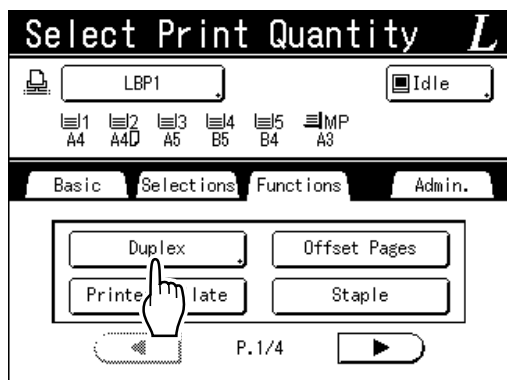 Select Print Quantity L
LBP1 Idle
1 2 3 4 5 MP
A4 A4 A5 B5 B4 A3
Basic Selections Functions Admin.
Duplex Offset Pages
Printe late Staple
P.1/4